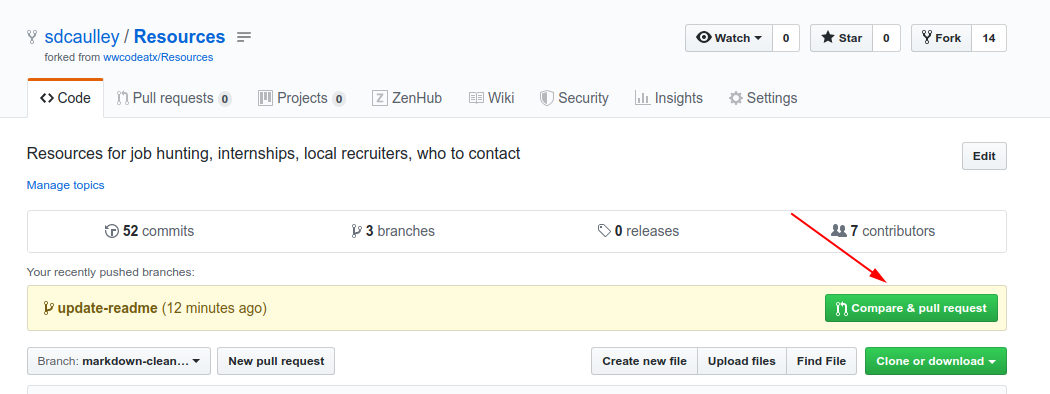 sdcaulley / Resources
forked from wwcodeatx/Resources
Watch 0 Star 0 Fork 14
Code Pull requests 0 Projects 0 ZenHub Wiki Security Insights Settings
Resources for job hunting, internships, local recruiters, who to contact
Edit
Manage topics
52 commits 3 branches 0 releases 7 contributors
Your recently pushed branches:
update-readme (12 minutes ago) Compare & pull request
Branch: markdown-clean... New pull request Create new file Upload files Find File Clone or download